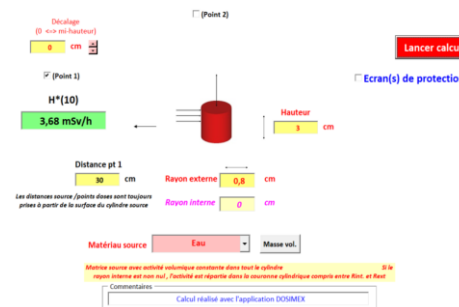 (Point 2)
Décalage
(0 <=> mi-hauteur)
0 cm
Lancer calcu
(Point 1)
Ecran(s) de protectio
H*(10)
3,68 mSv/h
Hauteur
3 cm
Distance pt 1
30 cm
Rayon externe 0,8 cm
Les distances source /points doses sont toujours
prises à partir de la surface du cylindre source
Rayon interne 0 cm
Matériau source Eau Masse vol.
Matrice source avec activité volumique constante dans tout le cylindre Si le
rayon interne est non nul, l'activité est répartie dans la couronne cylindrique compris entre Rint. et Rext
Commentaires
Calcul réalisé avec l'application DOSIMEX